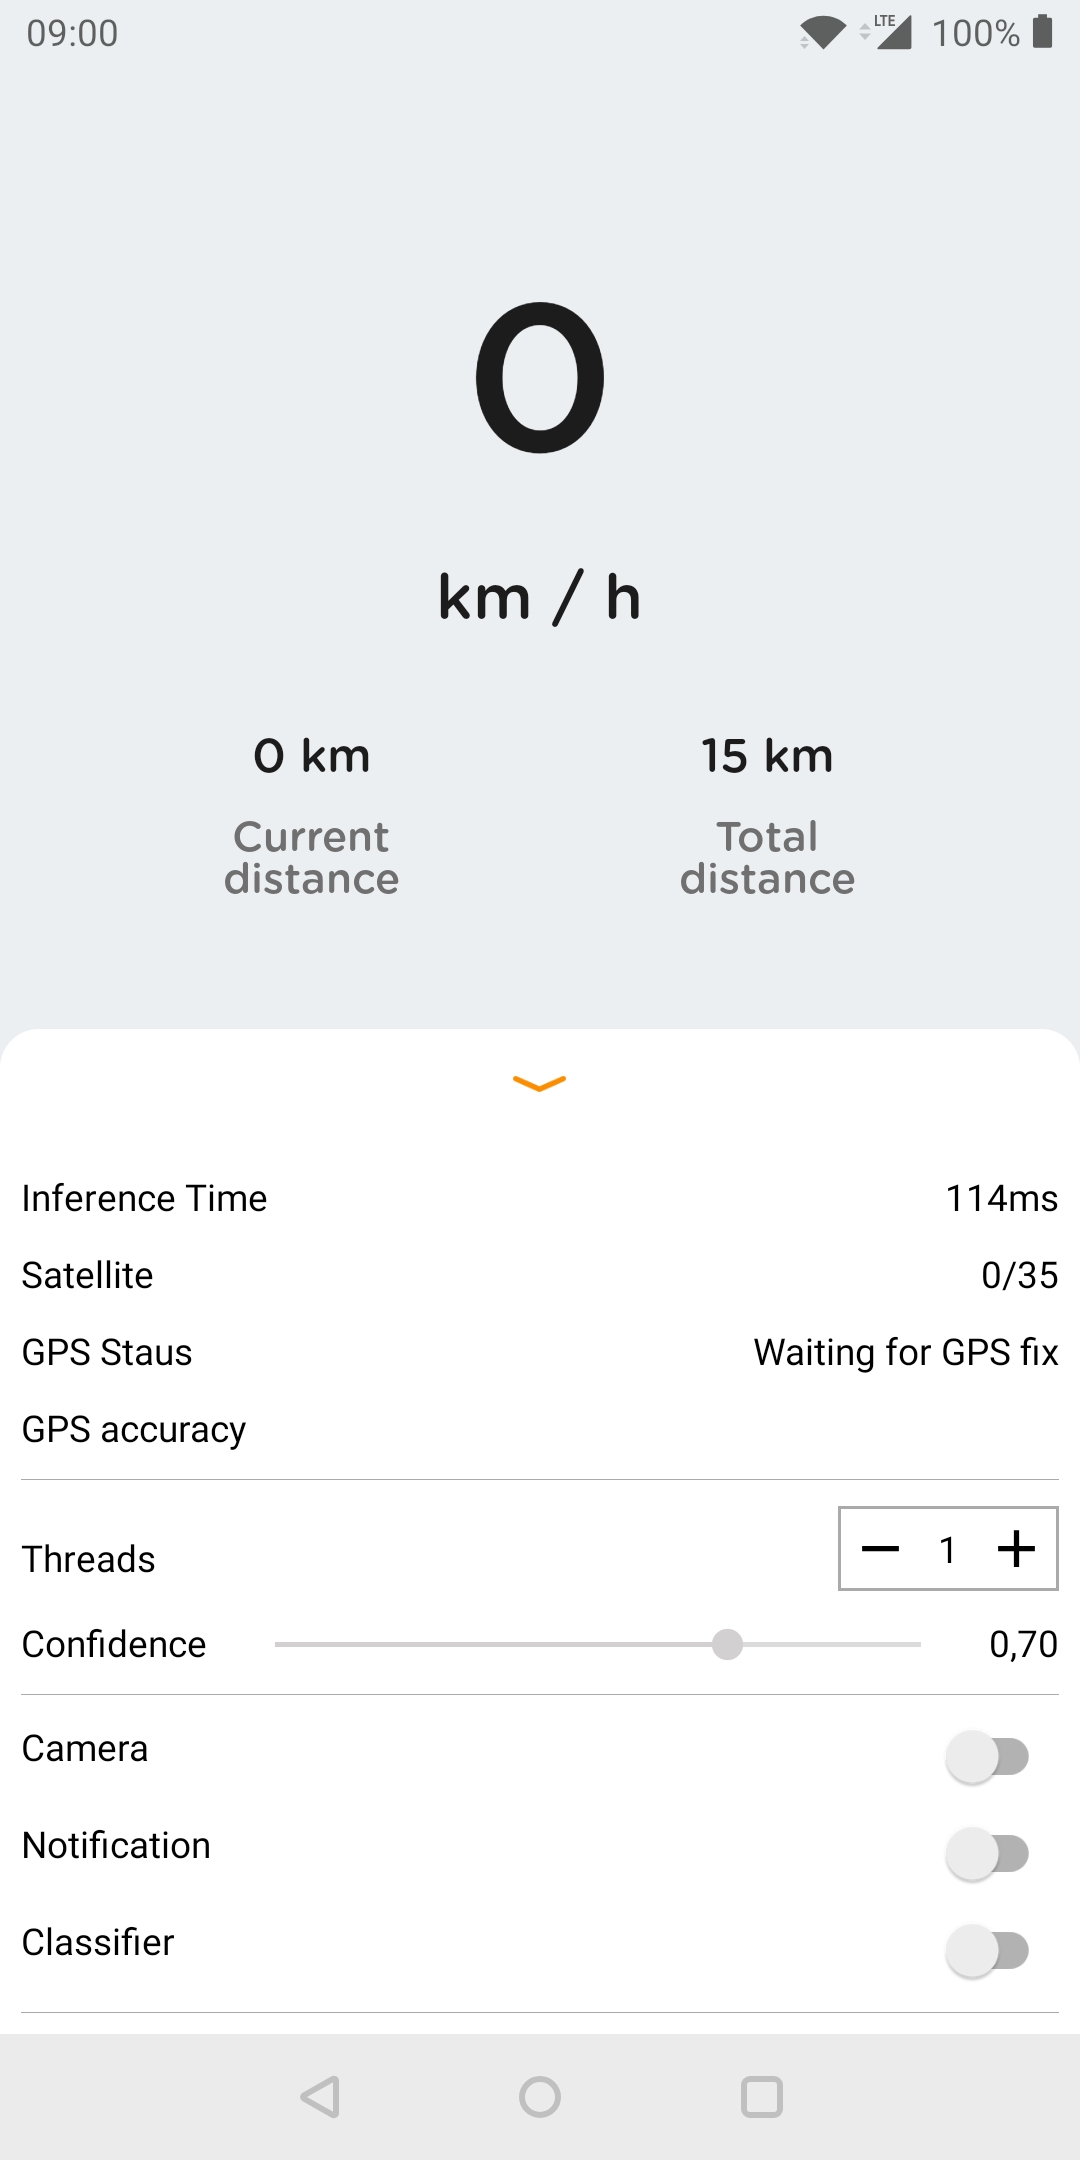 09:00 LTE 100%
0
km / h
0 km 15 km
Current Total
distance distance
Inference Time 114ms
Satellite 0/35
GPS Staus Waiting for GPS fix
GPS accuracy
Threads 1
Confidence 0,70
Camera
Notification
Classifier